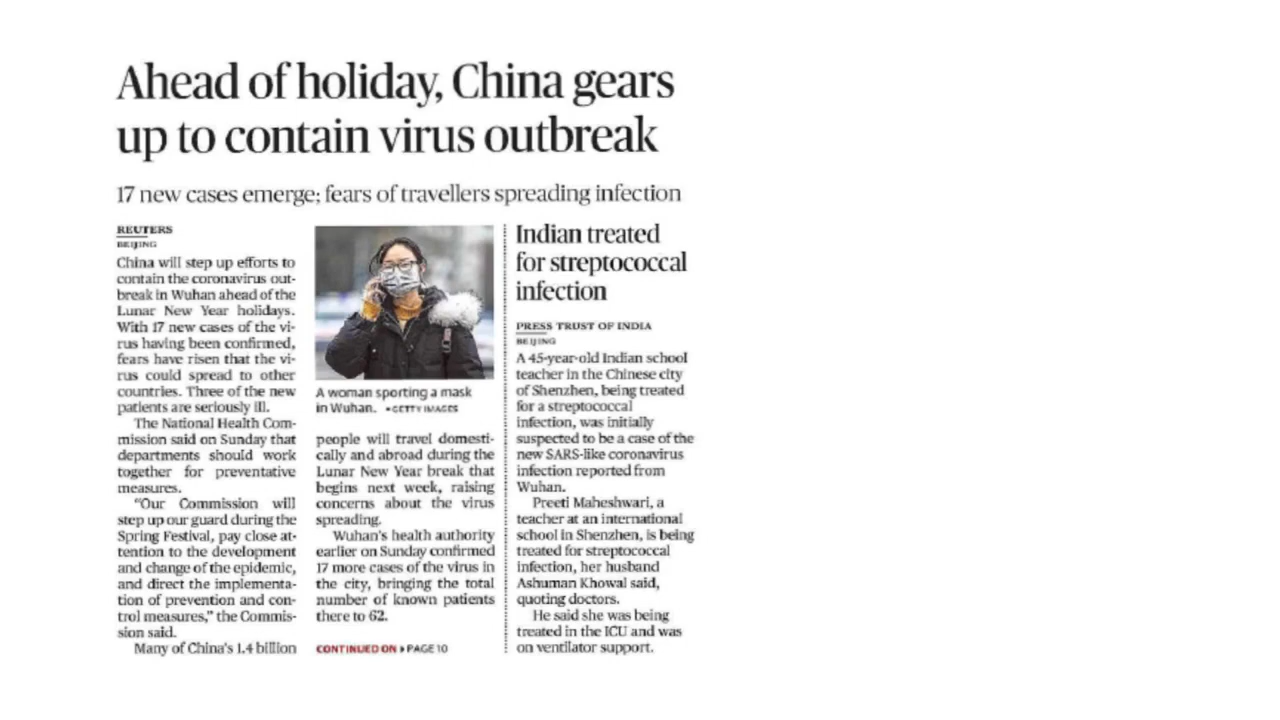 Ahead of holiday, China gears
up to contain virus outbreak
17 new cases emerge; fears of travellers spreading infection
REUTERS
BEIJING
China will step up efforts to
contain the coronavirus out-
break in Wuhan ahead of the
Lunar New Year holidays.
With 17 new cases of the vi-
rus having been confirmed,
fears have risen that the vi-
rus could spread to other
countries. Three of the new
patients are seriously ill.
The National Health Com-
mission said on Sunday that
departments should work
together for preventative
measures.
"Our Commission will
step up our guard during the
Spring Festival, pay close at-
tention to the development
and change of the epidemic,
and direct the implementa-
tion of prevention and con-
trol measures," the Commis-
sion said.
Many of China's 1.4 billion
A woman sporting a mask
in Wuhan. • GETTY IMAGES
people will travel domesti-
cally and abroad during the
Lunar New Year break that
begins next week, raising
concerns about the virus
spreading.
Wuhan's health authority
earlier on Sunday confirmed
17 more cases of the virus in
the city, bringing the total
number of known patients
there to 62.
CONTINUED ON PAGE 10
Indian treated
for streptococcal
infection
PRESS TRUST OF INDIA
BEIJING
A 45-year-old Indian school
teacher in the Chinese city
of Shenzhen, being treated
for a streptococcal
infection, was initially
suspected to be a case of the
new SARS-like coronavirus
infection reported from
Wuhan.
Preeti Maheshwari, a
teacher at an international
school in Shenzhen, is being
treated for streptococcal
infection, her husband
Ashuman Khowal said,
quoting doctors.
He said she was being
treated in the ICU and was
on ventilator support.